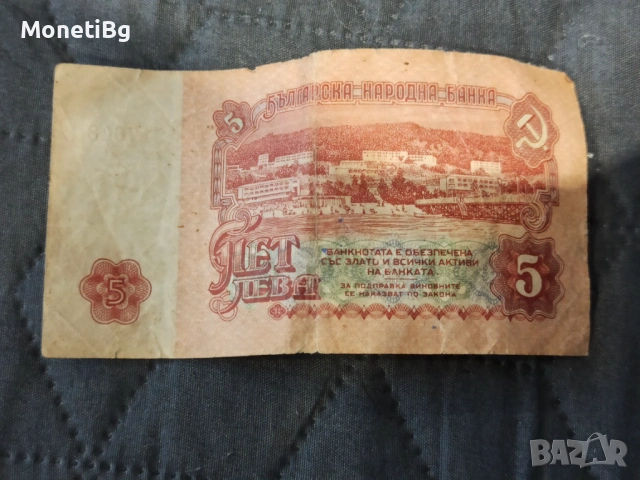 MonetiBg
БЪЛГАРСКА НАРОДНА БАНКА
5
ПЕТ
ЛЕВА
БАНКНОТАТА Е ОБЕЗПЕЧЕНА
СЪС ЗЛАТО И ВСИЧКИ АКТИВИ
НА БАНКАТА
ЗА ПОДПРАВКА ВИНОВНИТЕ
СЕ НАКАЗВАТ ПО ЗАКОНА
5
5
BAZAR